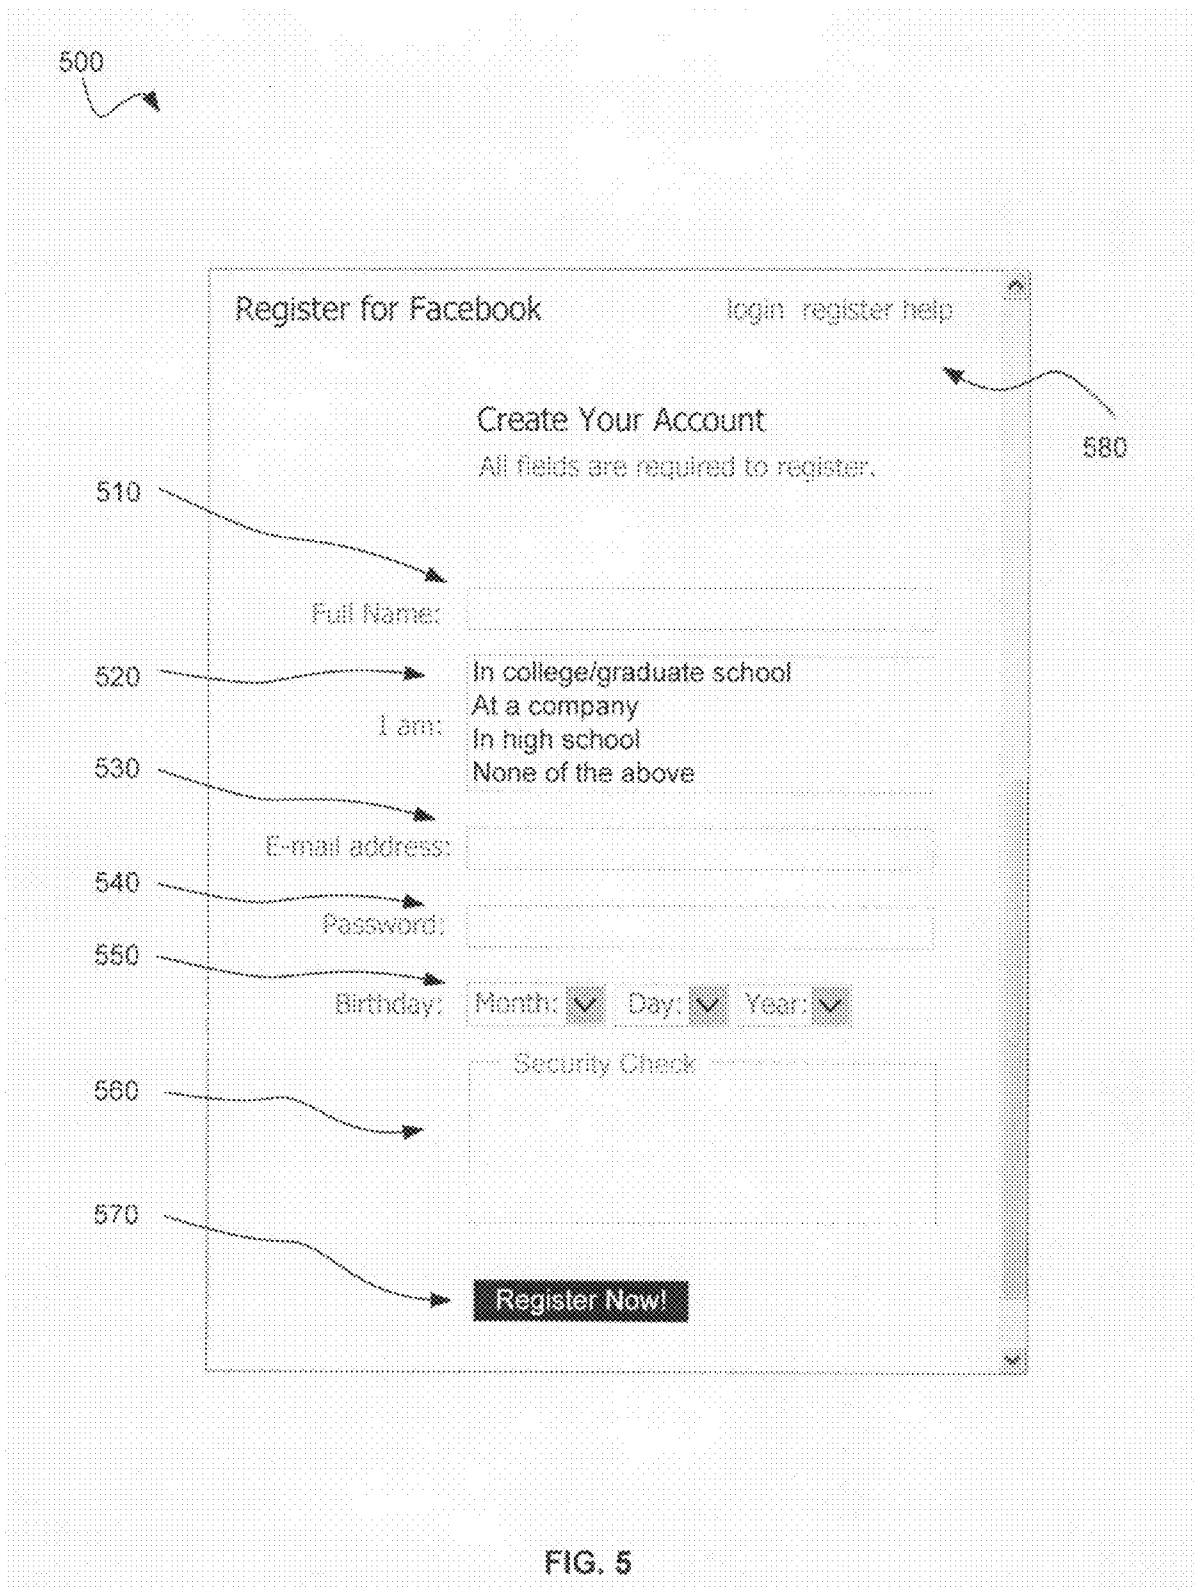 500
Register for Facebook login register help
Create Your Account
580
All fields are required to register.
510
Full Name:
520 In college/graduate school
At a company
I am:
In high school
530 None of the above
E-mail address:
540
Password:
550
Birthday: Month: Day: Year:
Security Check
560
570
Register Now!
FIG. 5